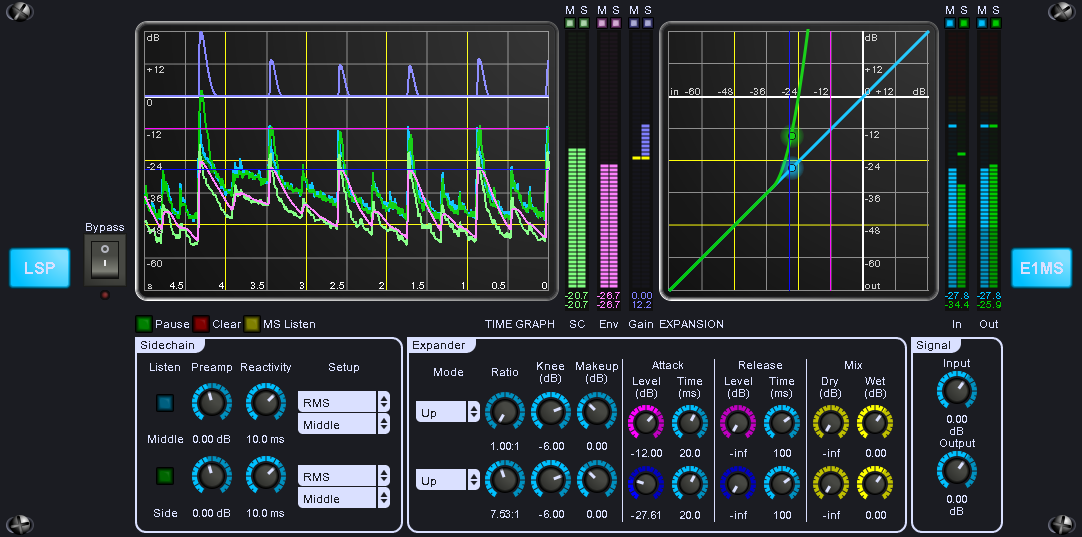 M S M S M S M S M S
dB
+12
0
-12
-24
-36
-48
-60
s 4.5 4 3.5 3 2.5 2 1.5 1 0.5 0
dB
+12
in -60 -48 -36 -24 -12 0 +12 dB
-12
-24
-36
-48
-60
out
Bypass
LSP
E1MS
-20.7 -26.7 0.00 -27.8 -27.8
-20.7 -26.7 12.2 -34.4 -25.9
Pause Clear MS Listen TIME GRAPH SC Env Gain EXPANSION In Out
Sidechain
Listen Preamp Reactivity Setup
RMS
Middle
Middle 0.00 dB 10.0 ms
RMS
Middle
Side 0.00 dB 10.0 ms
Expander
Mode Ratio Knee (dB) Makeup (dB) Attack Release Mix
Level (dB) Time (ms) Level (dB) Time (ms) Dry (dB) Wet (dB)
Up
1.00:1 -6.00 0.00 -12.00 20.0 -inf 100 -inf 0.00
Up
7.53:1 -6.00 0.00 -27.61 20.0 -inf 100 -inf 0.00
Signal
Input
0.00
dB
Output
0.00
dB